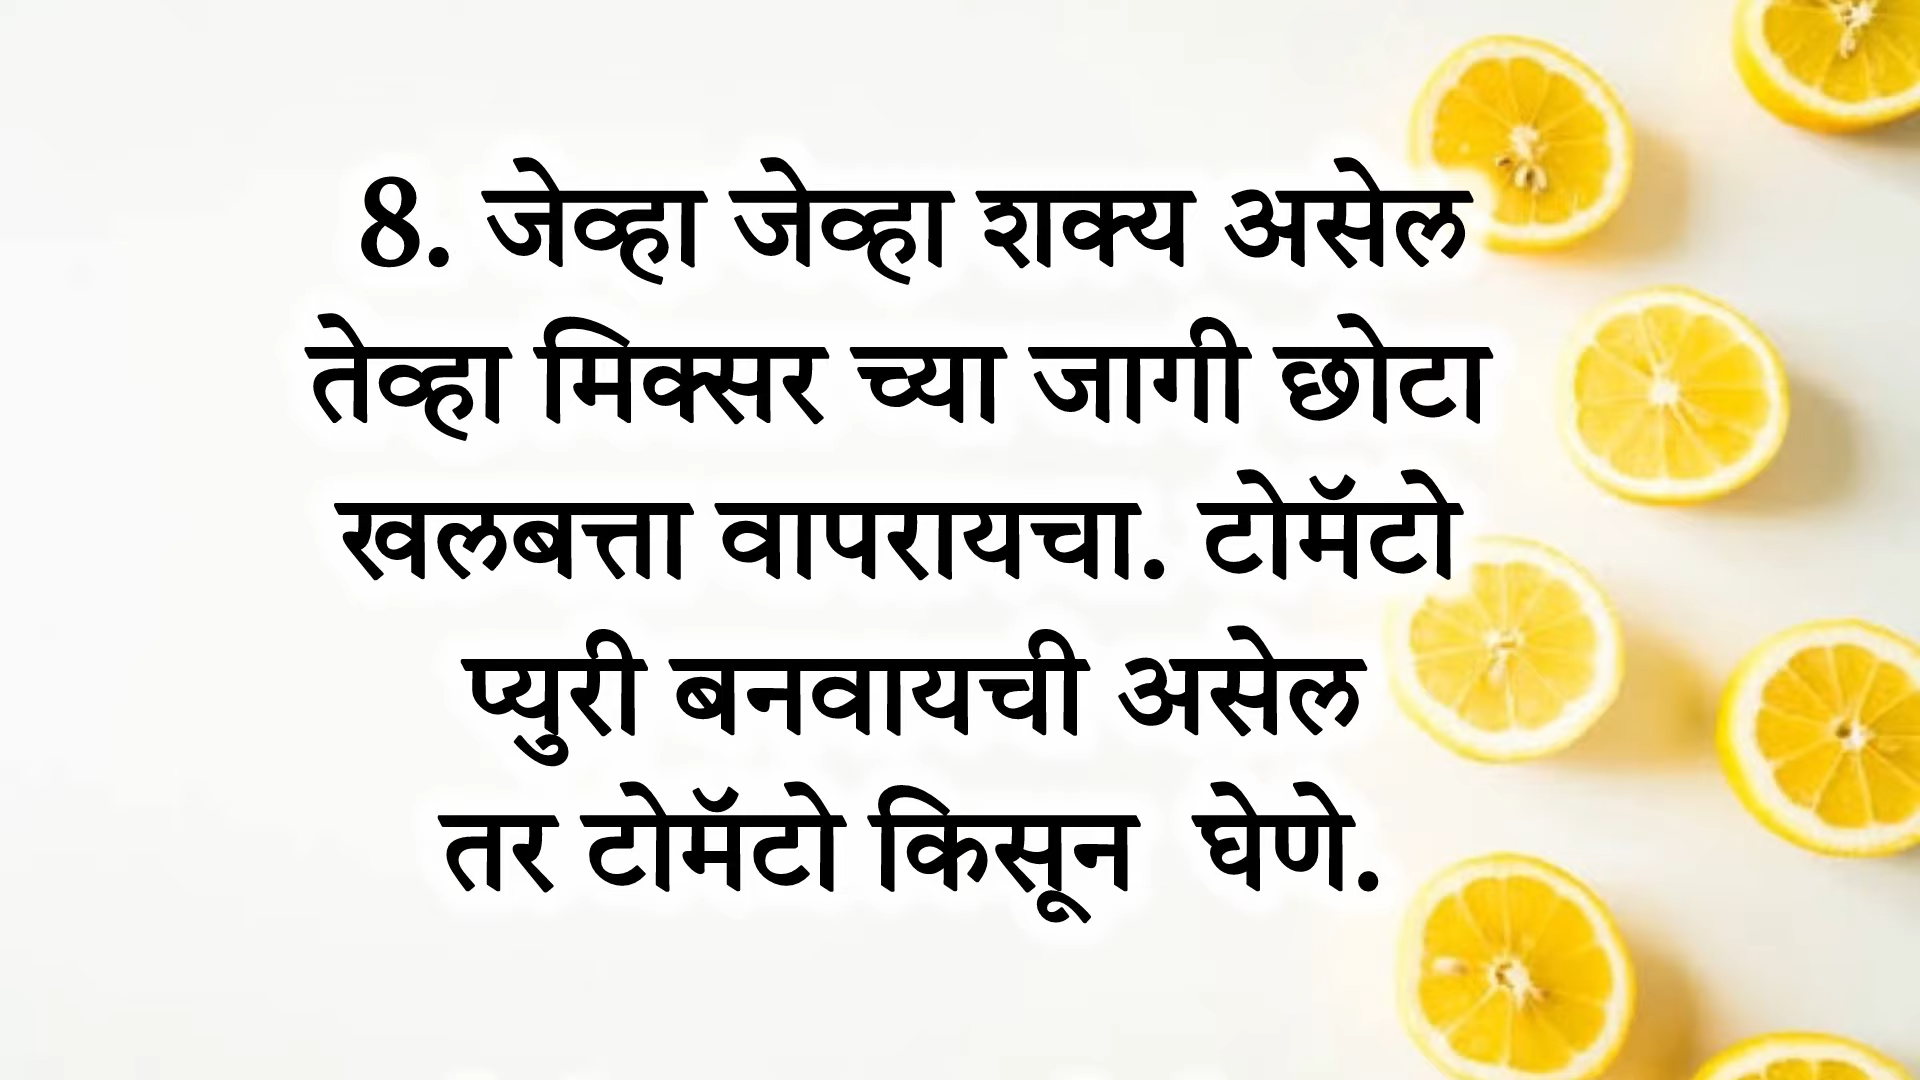 8. जेव्हा जेव्हा शक्य असेल
तेव्हा मिक्सर च्या जागी छोटा
खलबत्ता वापरायचा. टोमॅटो
प्युरी बनवायची असेल
तर टोमॅटो किसून  घेणे.